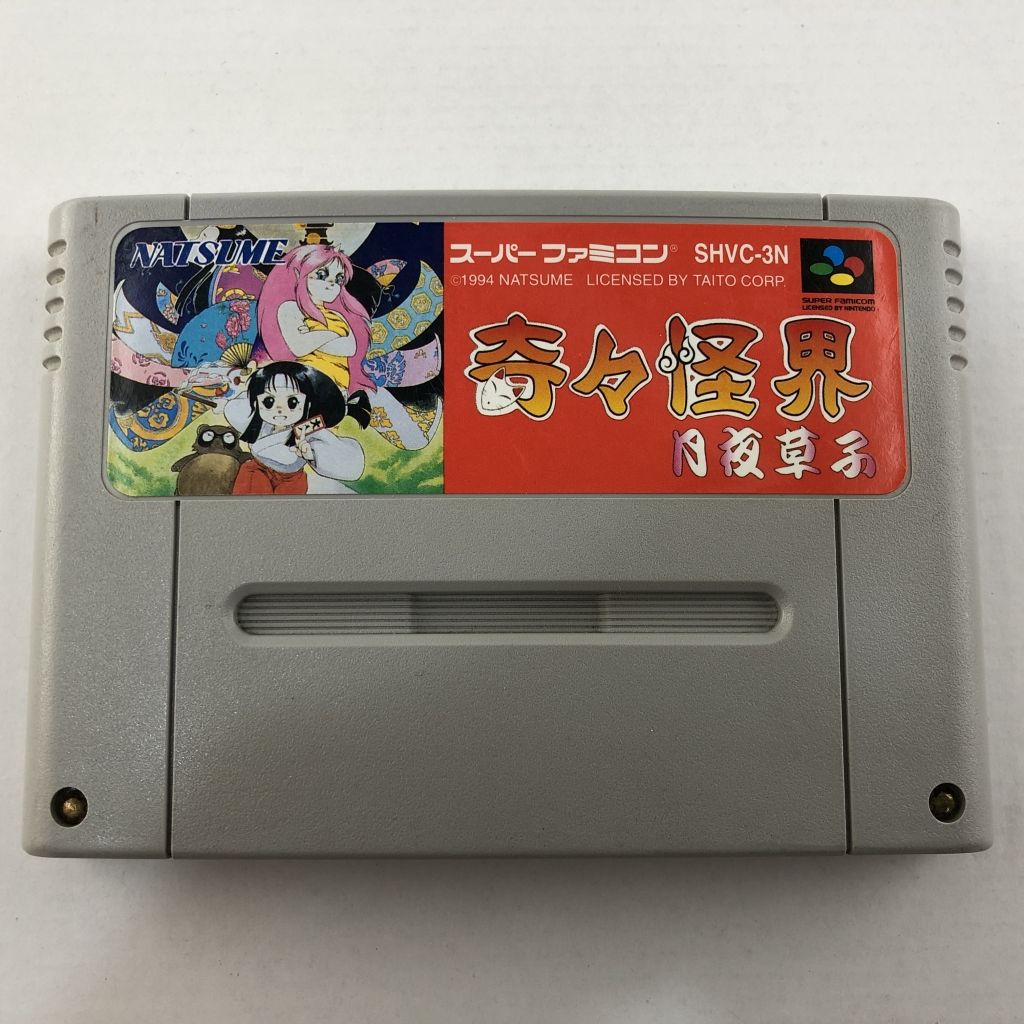 NATSUME
スーパーファミコン® SHVC-3N
©1994 NATSUME LICENSED BY TAITO CORP.
SUPER FAMICOM
LICENSED BY NINTENDO
奇々怪界
月夜草子